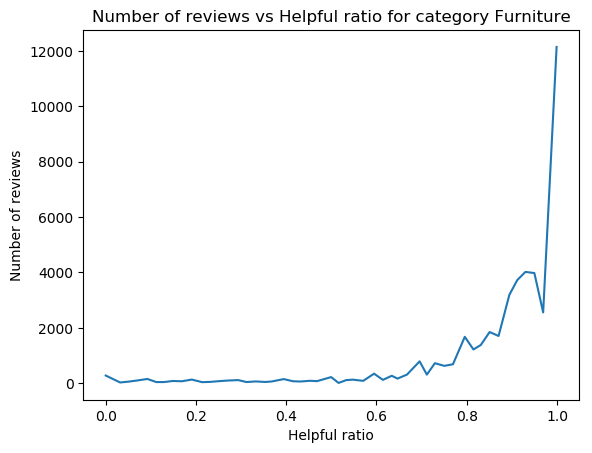 Number of reviews vs Helpful ratio for category Furniture
12000
10000
8000
6000
4000
2000
0
Number of reviews
0.0 0.2 0.4 0.6 0.8 1.0
Helpful ratio